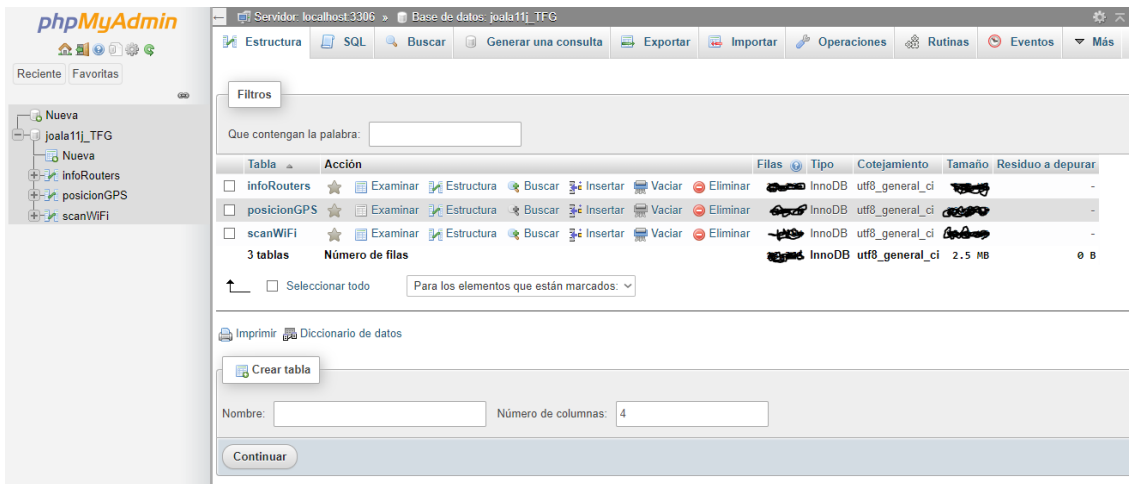 phpMyAdmin
Reciente Favoritas
Nueva
joala11j_TFG
Nueva
infoRouters
posicionGPS
scanWiFi
Servidor: localhost:3306 » Base de datos: joala11j_TFG
Estructura SQL Buscar Generar una consulta Exportar Importar Operaciones Rutinas Eventos Más
Filtros
Que contengan la palabra:
Tabla Acción Filas Tipo Cotejamiento Tamaño Residuo a depurar
infoRouters Examinar Estructura Buscar Insertar Vaciar Eliminar InnoDB utf8_general_ci -
posicionGPS Examinar Estructura Buscar Insertar Vaciar Eliminar InnoDB utf8_general_ci -
scanWiFi Examinar Estructura Buscar Insertar Vaciar Eliminar InnoDB utf8_general_ci -
3 tablas Número de filas InnoDB utf8_general_ci 2.5 MB 0 B
Seleccionar todo Para los elementos que están marcados:
Imprimir Diccionario de datos
Crear tabla
Nombre: Número de columnas: 4
Continuar